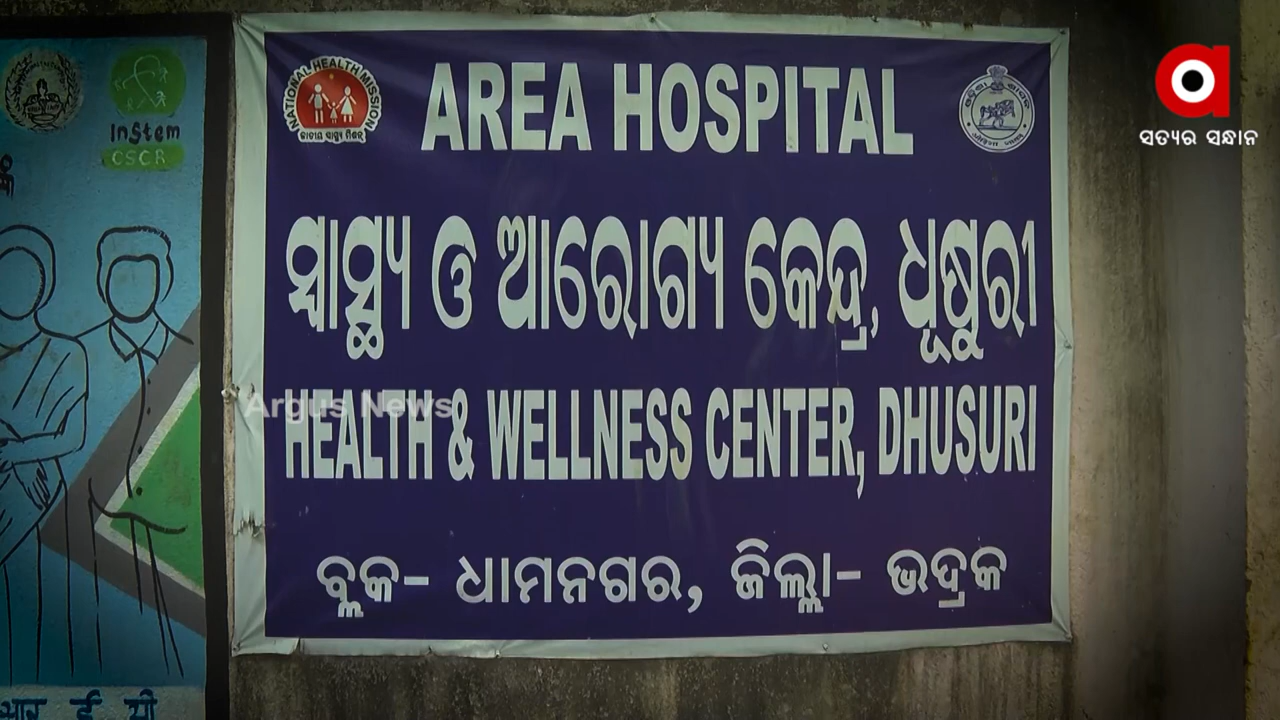 InStem
CSCR
NATIONAL HEALTH MISSION
ଜାତୀୟ ସ୍ୱାସ୍ଥ୍ୟ ମିଶନ୍
AREA HOSPITAL
ସତ୍ୟର ସନ୍ଧାନ
ସ୍ୱାସ୍ଥ୍ୟ ଓ ଆରୋଗ୍ୟ କେନ୍ଦ୍ର, ଧୂଷୁରୀ
Argus News
HEALTH & WELLNESS CENTER, DHUSURI
ବ୍ଲକ- ଧାମନଗର, ଜିଲ୍ଲା- ଭଦ୍ରକ